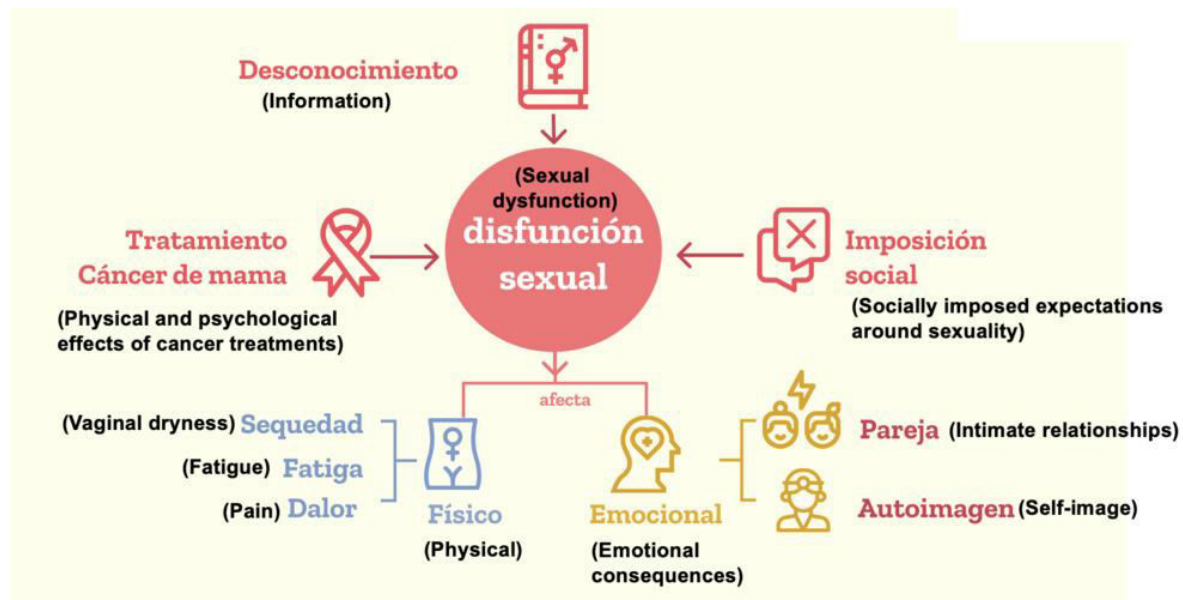 Desconocimiento
(Information)
(Sexual
dysfunction)
disfunción
sexual
Tratamiento
Cáncer de mama
(Physical and psychological
effects of cancer treatments)
Imposición
social
(Socially imposed expectations
around sexuality)
afecta
(Vaginal dryness) Sequedad
(Fatigue) Fatiga
(Pain) Dalor
Físico
(Physical)
Emocional
(Emotional
consequences)
Pareja (Intimate relationships)
Autoimagen (Self-image)